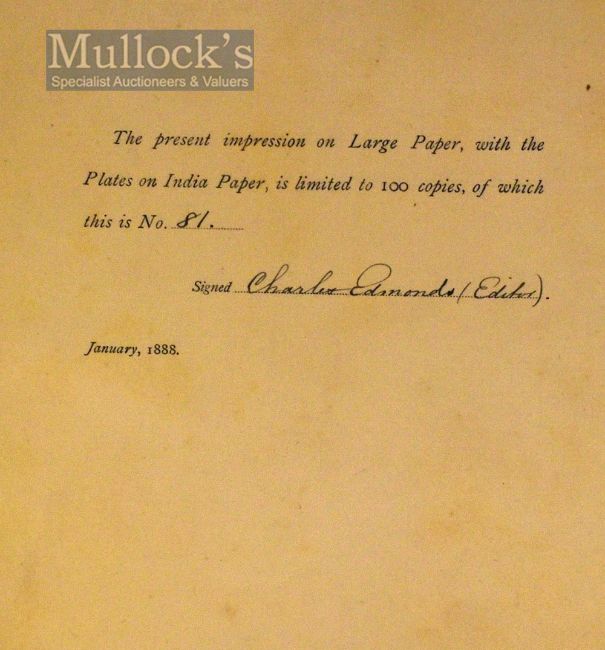 Mullock's
Specialist Auctioneers & Valuers
The present impression on Large Paper, with the
Plates on India Paper, is limited to 100 copies, of which
this is No. 81.
Signed Charles Edmonds (Editor).
January, 1888.